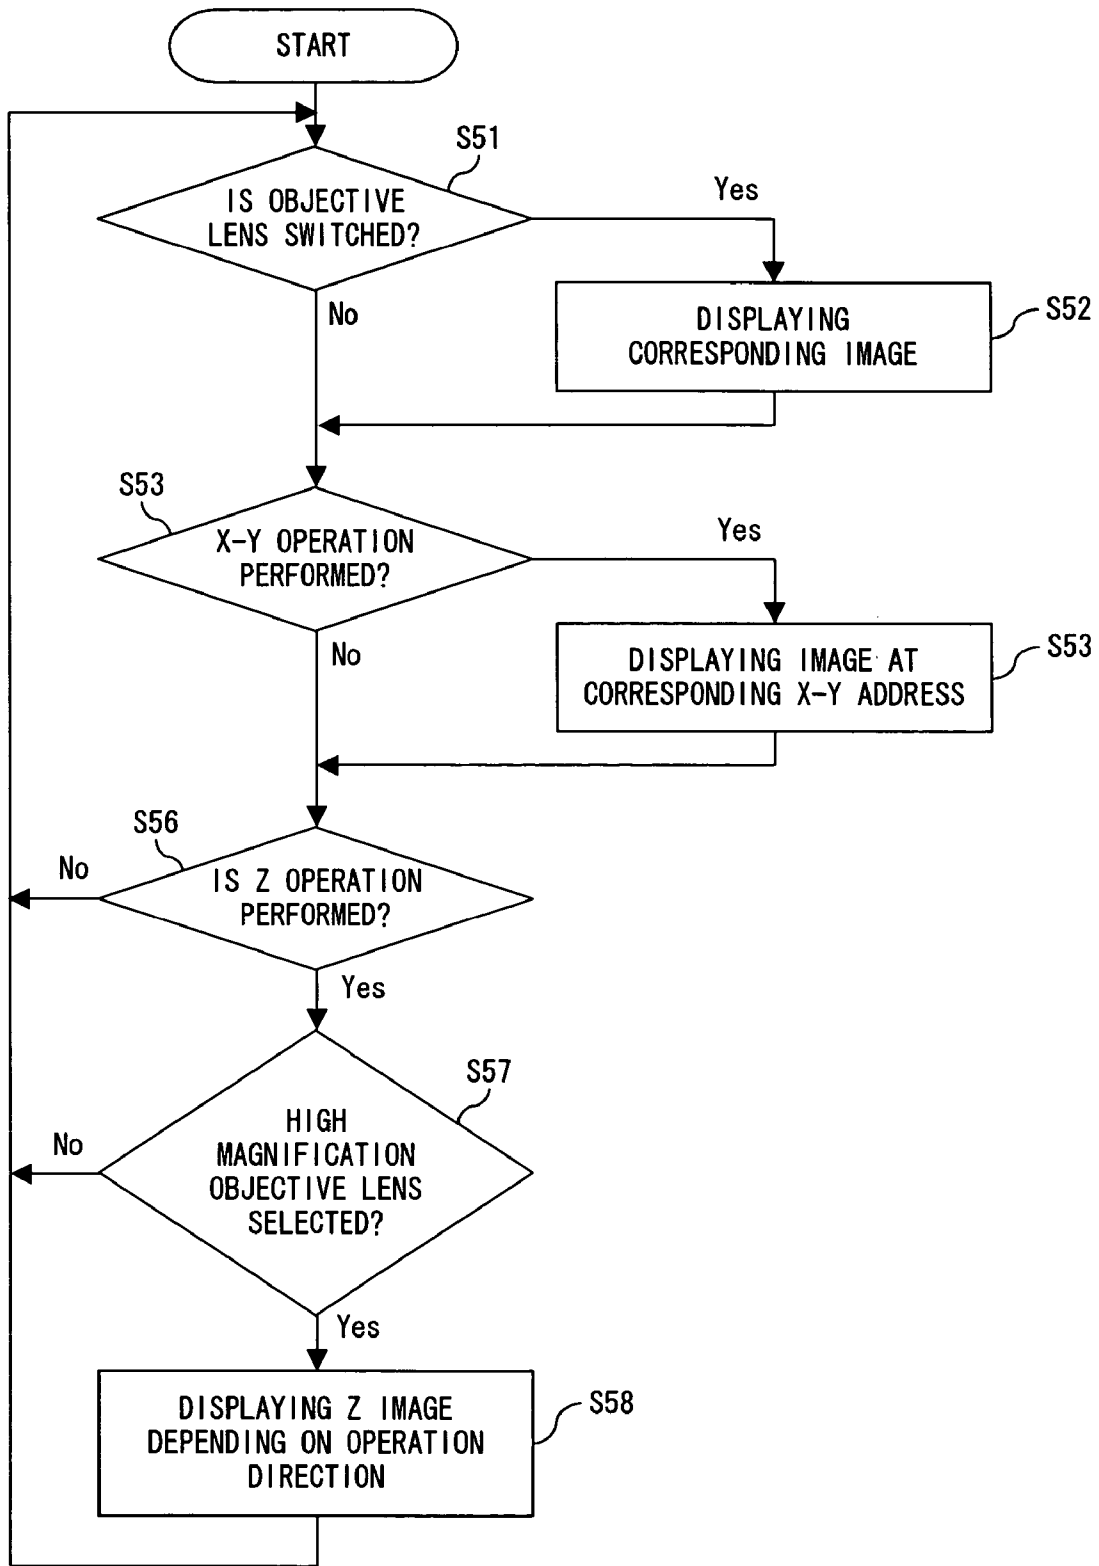 START
S51
IS OBJECTIVE
LENS SWITCHED?
Yes
No
DISPLAYING
CORRESPONDING IMAGE
S52
S53
X-Y OPERATION
PERFORMED?
Yes
No
DISPLAYING IMAGE AT
CORRESPONDING X-Y ADDRESS
S53
S56
No
IS Z OPERATION
PERFORMED?
Yes
S57
No
HIGH
MAGNIFICATION
OBJECTIVE LENS
SELECTED?
Yes
DISPLAYING Z IMAGE
DEPENDING ON OPERATION
DIRECTION
S58